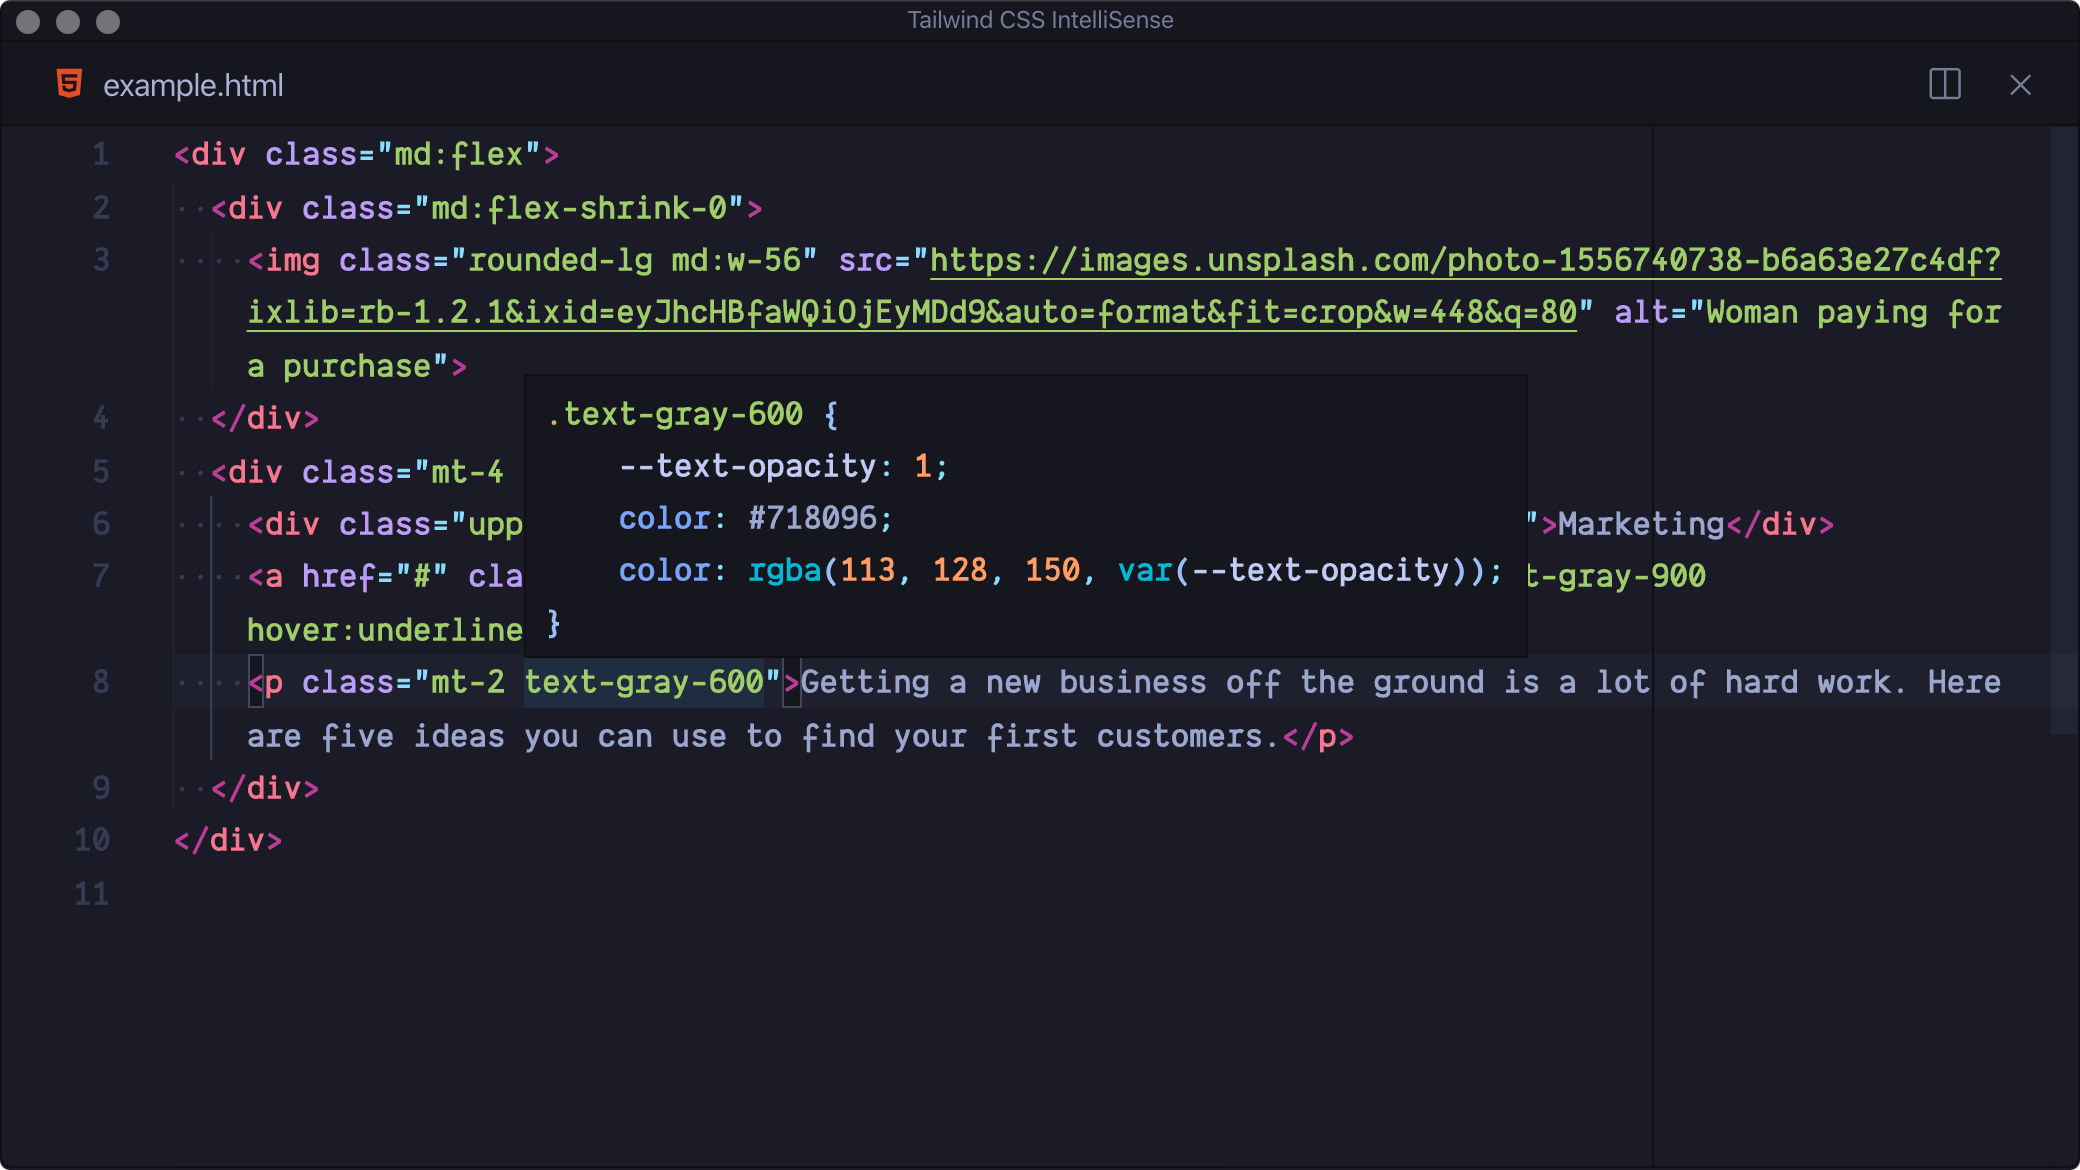 Tailwind CSS IntelliSense
example.html
1 <div class="md:flex">
2 <div class="md:flex-shrink-0">
3 <img class="rounded-lg md:w-56" src="https://images.unsplash.com/photo-1556740738-b6a63e27c4df?
ixlib=rb-1.2.1&ixid=eyJhcHBfaWQiOjEyMDd9&auto=format&fit=crop&w=448&q=80" alt="Woman paying for
a purchase">
4 </div>
5 <div class="mt-4
6 <div class="upp
">Marketing</div>
7 <a href="#" cla
t-gray-900
hover:underline
.text-gray-600 {
--text-opacity: 1;
color: #718096;
color: rgba(113, 128, 150, var(--text-opacity));
}
8 <p class="mt-2 text-gray-600">Getting a new business off the ground is a lot of hard work. Here
are five ideas you can use to find your first customers.</p>
9 </div>
10 </div>
11